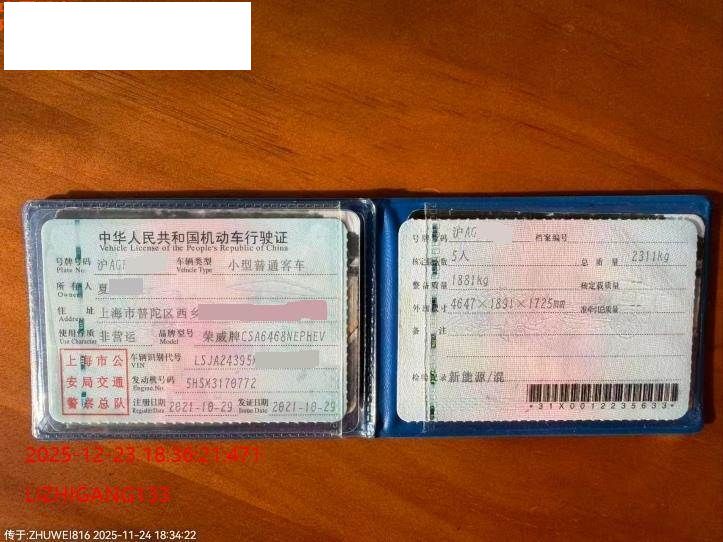 中华人民共和国机动车行驶证
Vehicle License of the People's Republic of China
号牌号码 沪AG 车辆类型 小型普通客车
Plate No. Vehicle Type
所有人 夏
Owner
住 址 上海市普陀区西乡
Address
使用性质 非营运 品牌型号 荣威牌CSA6468NEPHEV
Use Character Model
上海市公
安局交通
警察总队
车辆识别代号 LSJA24395
VIN
发动机号码 5HSM3170772
Engine No.
注册日期 2021-10-29 发证日期 2021-10-29
Register Date Issue Date
号牌号码 沪AG 档案编号
核定载人数 5人 总质量 2311kg
整备质量 1881kg 核定载质量 --
外廓尺寸 4647×1891×1725mm 准牵引总质量 --
备 注
检验记录 新能源/混
*31X0012235633*
2025-12-23 18:36:21:471
LIZHIGANG133
传于:ZHUWEI816 2025-11-24 18:34:22